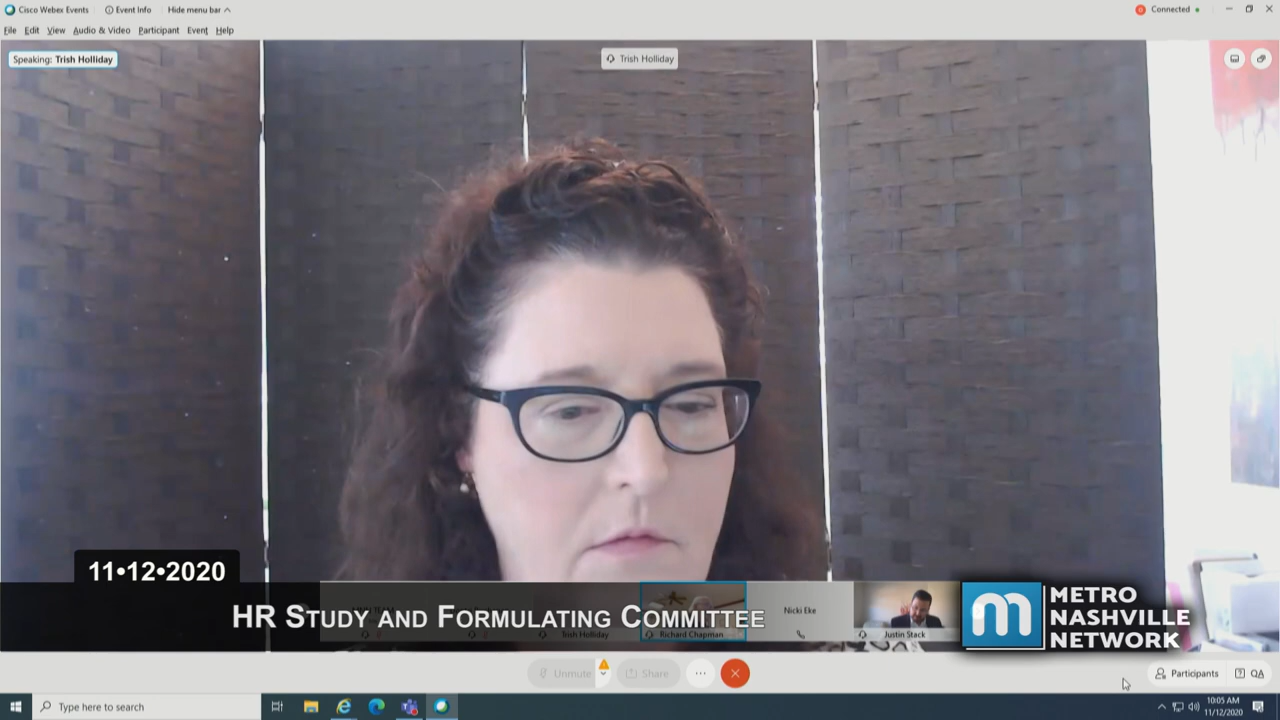 Cisco Webex Events
Event Info
Hide menu bar
Connected
File Edit View Audio & Video Participant Event Help
Speaking: Trish Holliday
Trish Holliday
11•12•2020
HR Study and Formulating Committee
Trish Holliday
Richard Chapman
Nicki Eke
Justin Stack
m
METRO
NASHVILLE
NETWORK
Unmute
Share
Participants
QA
Type here to search
10:05 AM
11/12/2020